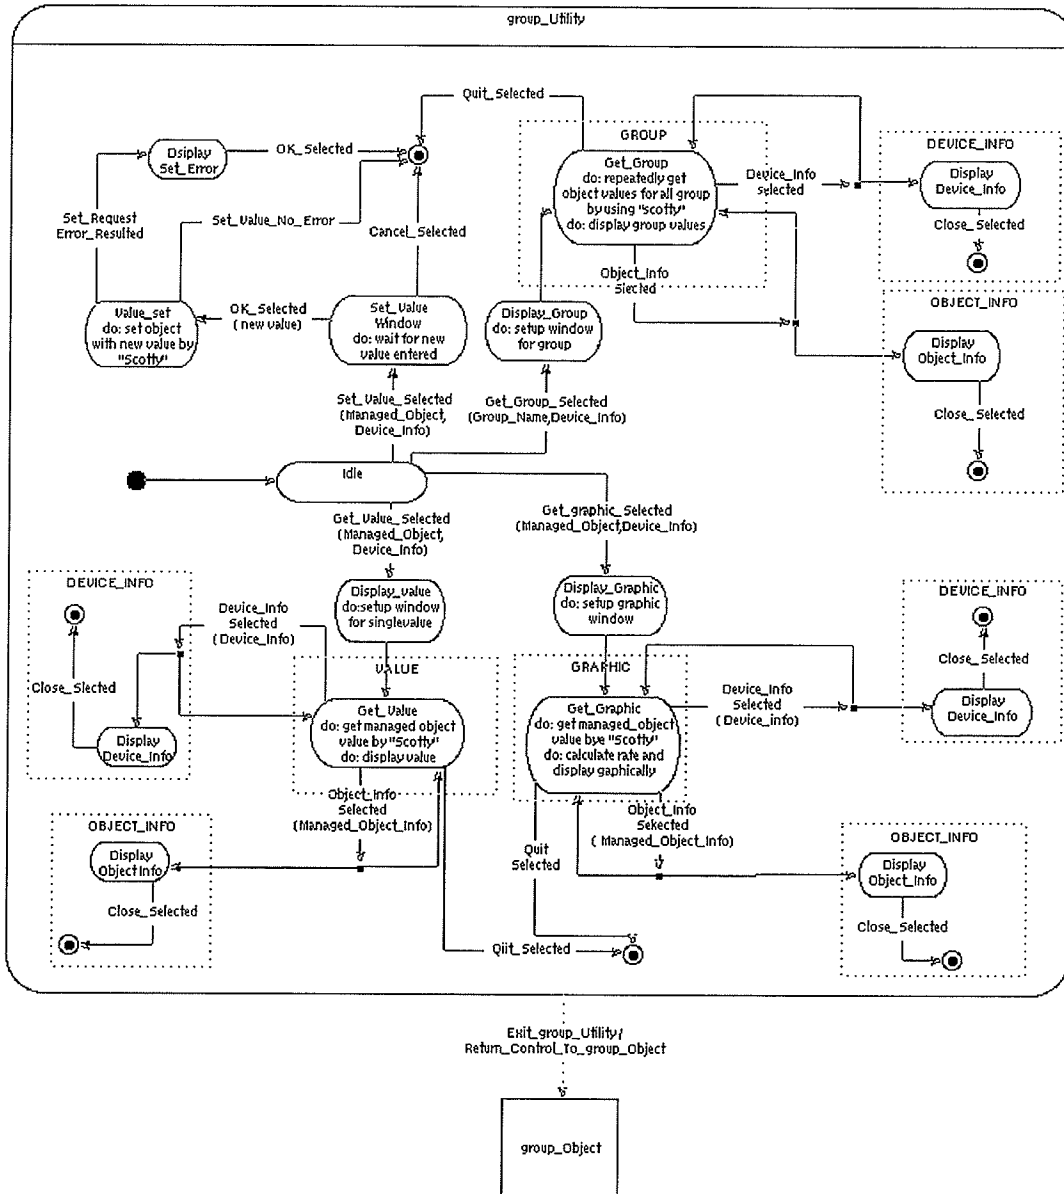 group_Utility
Quit_Selected
GROUP
DEVICE_INFO
Dsiplay
Set_Error
OK_Selected
Get_Group
do: repeatedly get
object values for all group
by using "scotty"
do: display group values
Device_Info
selected
Display
Device_Info
Set_Request
Error_Resulted
Set_Value_No_Error
Cancel_Selected
Close_Selected
Object_Info
Slected
OBJECT_INFO
Value_set
do: set object
with new value by
"Scotty"
OK_Selected
(new value)
Set_Value
Window
do: wait for new
value entered
Display_Group
do: setup window
for group
Display
Object_Info
Set_Value_Selected
(Managed_Object,
Device_Info)
Get_Group_Selected
(Group_Name,Device_Info)
Close_Selected
Idle
Get_Value_Selected
(Managed_Object,
Device_Info)
Get_graphic_Selected
(Managed_Object,Device_Info)
DEVICE_INFO
Device_Info
Selected
(Device_Info)
Display_value
do:setup window
for singlevalue
Display_Graphic
do: setup graphic
window
DEVICE_INFO
Close_Slected
VALUE
GRAPHIC
Close_Selected
Display
Device_Info
Get_Value
do: get managed object
value by "Scotty"
do: display value
Get_Graphic
do: get managed_object
value bye "Scotty"
do: calculate rate and
display gaphically
Device_Info
Selected
(Device_info)
Display
Device_Info
OBJECT_INFO
Object_Info
Selected
(Managed_Object_Info)
Object_Info
Sekected
( Managed_Object_Info)
OBJECT_INFO
Display
Object Info
Quit
Selected
Display
Object_Info
Close_Selected
Close_Selected
Qiit_Selected
Exit_group_Utility/
Return_Control_To_group_Object
group_Object